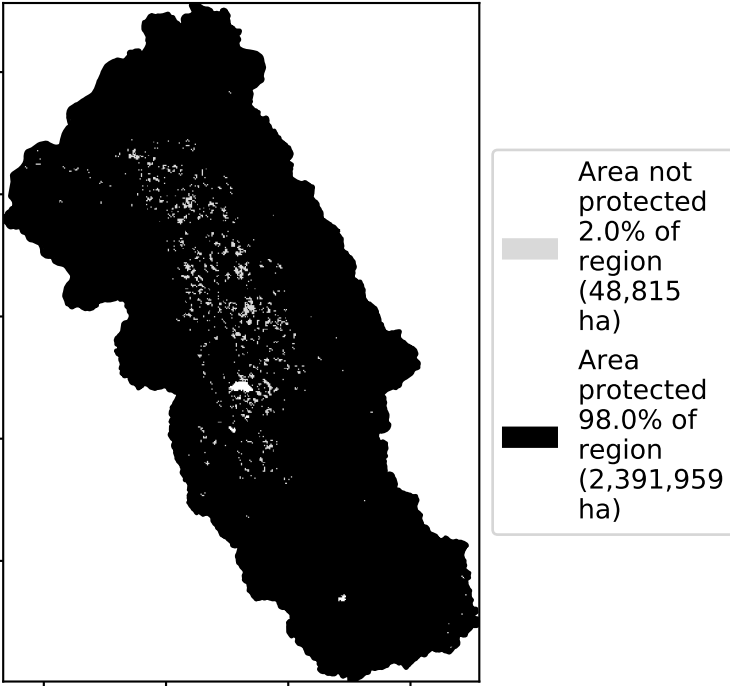 Area not
protected
2.0% of
region
(48,815
ha)
Area
protected
98.0% of
region
(2,391,959
ha)